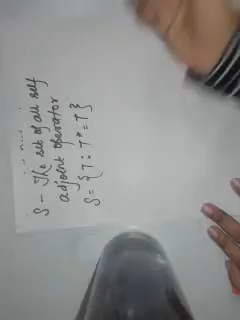 S - The set of all self
adjoint operator
S = { T : T* = T }